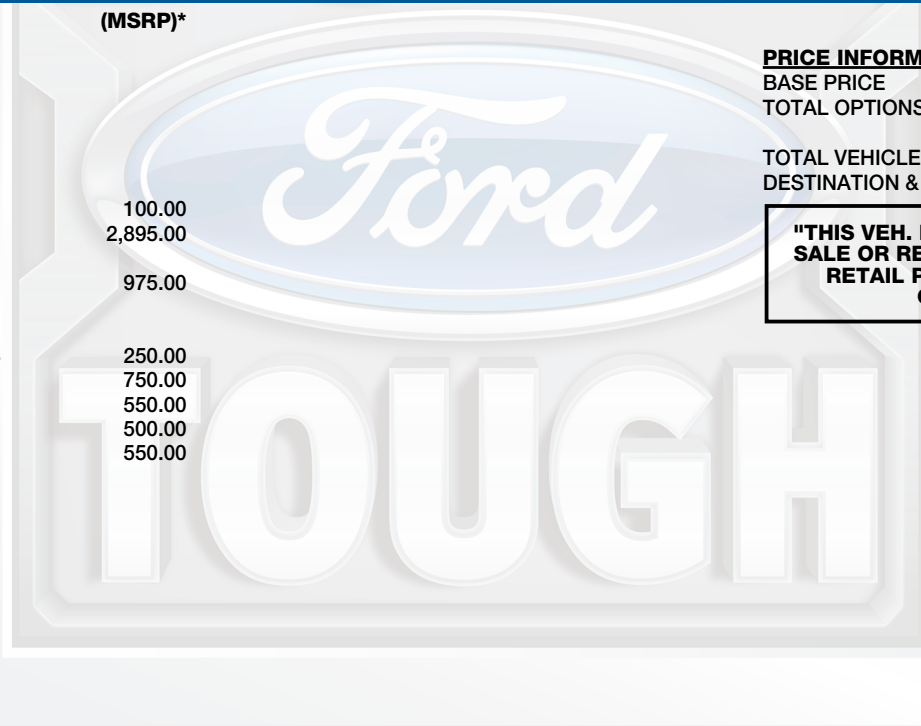 (MSRP)*
100.00
2,895.00
975.00
250.00
750.00
550.00
500.00
550.00
PRICE INFORM
BASE PRICE
TOTAL OPTIONS
TOTAL VEHICLE
DESTINATION &
"THIS VEH.
SALE OR RE
RETAIL P
Ford
TOUGH